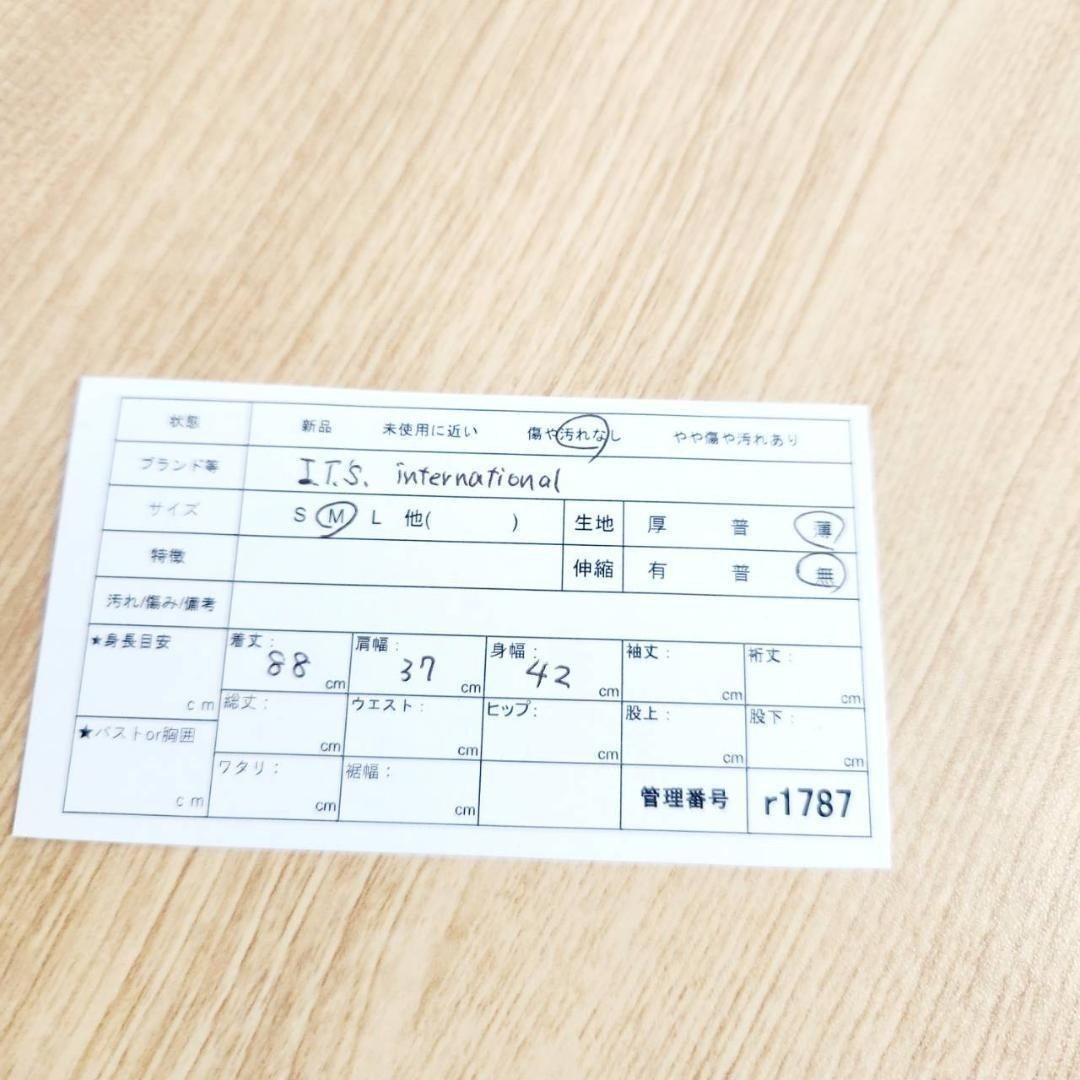 状態 新品 未使用に近い 傷や汚れなし やや傷や汚れあり
ブランド等 I.T.'S. international
サイズ S M L 他( ) 生地 厚 普 薄
特徴 伸縮 有 普 無
汚れ/傷み/備考
★身長目安 cm 着丈: 88 cm 肩幅: 37 cm 身幅: 42 cm 袖丈: cm 裄丈: cm
★バストor胸囲 cm 総丈: cm ウエスト: cm ヒップ: cm 股上: cm 股下: cm
ワタリ: cm 裾幅: cm 管理番号 r1787